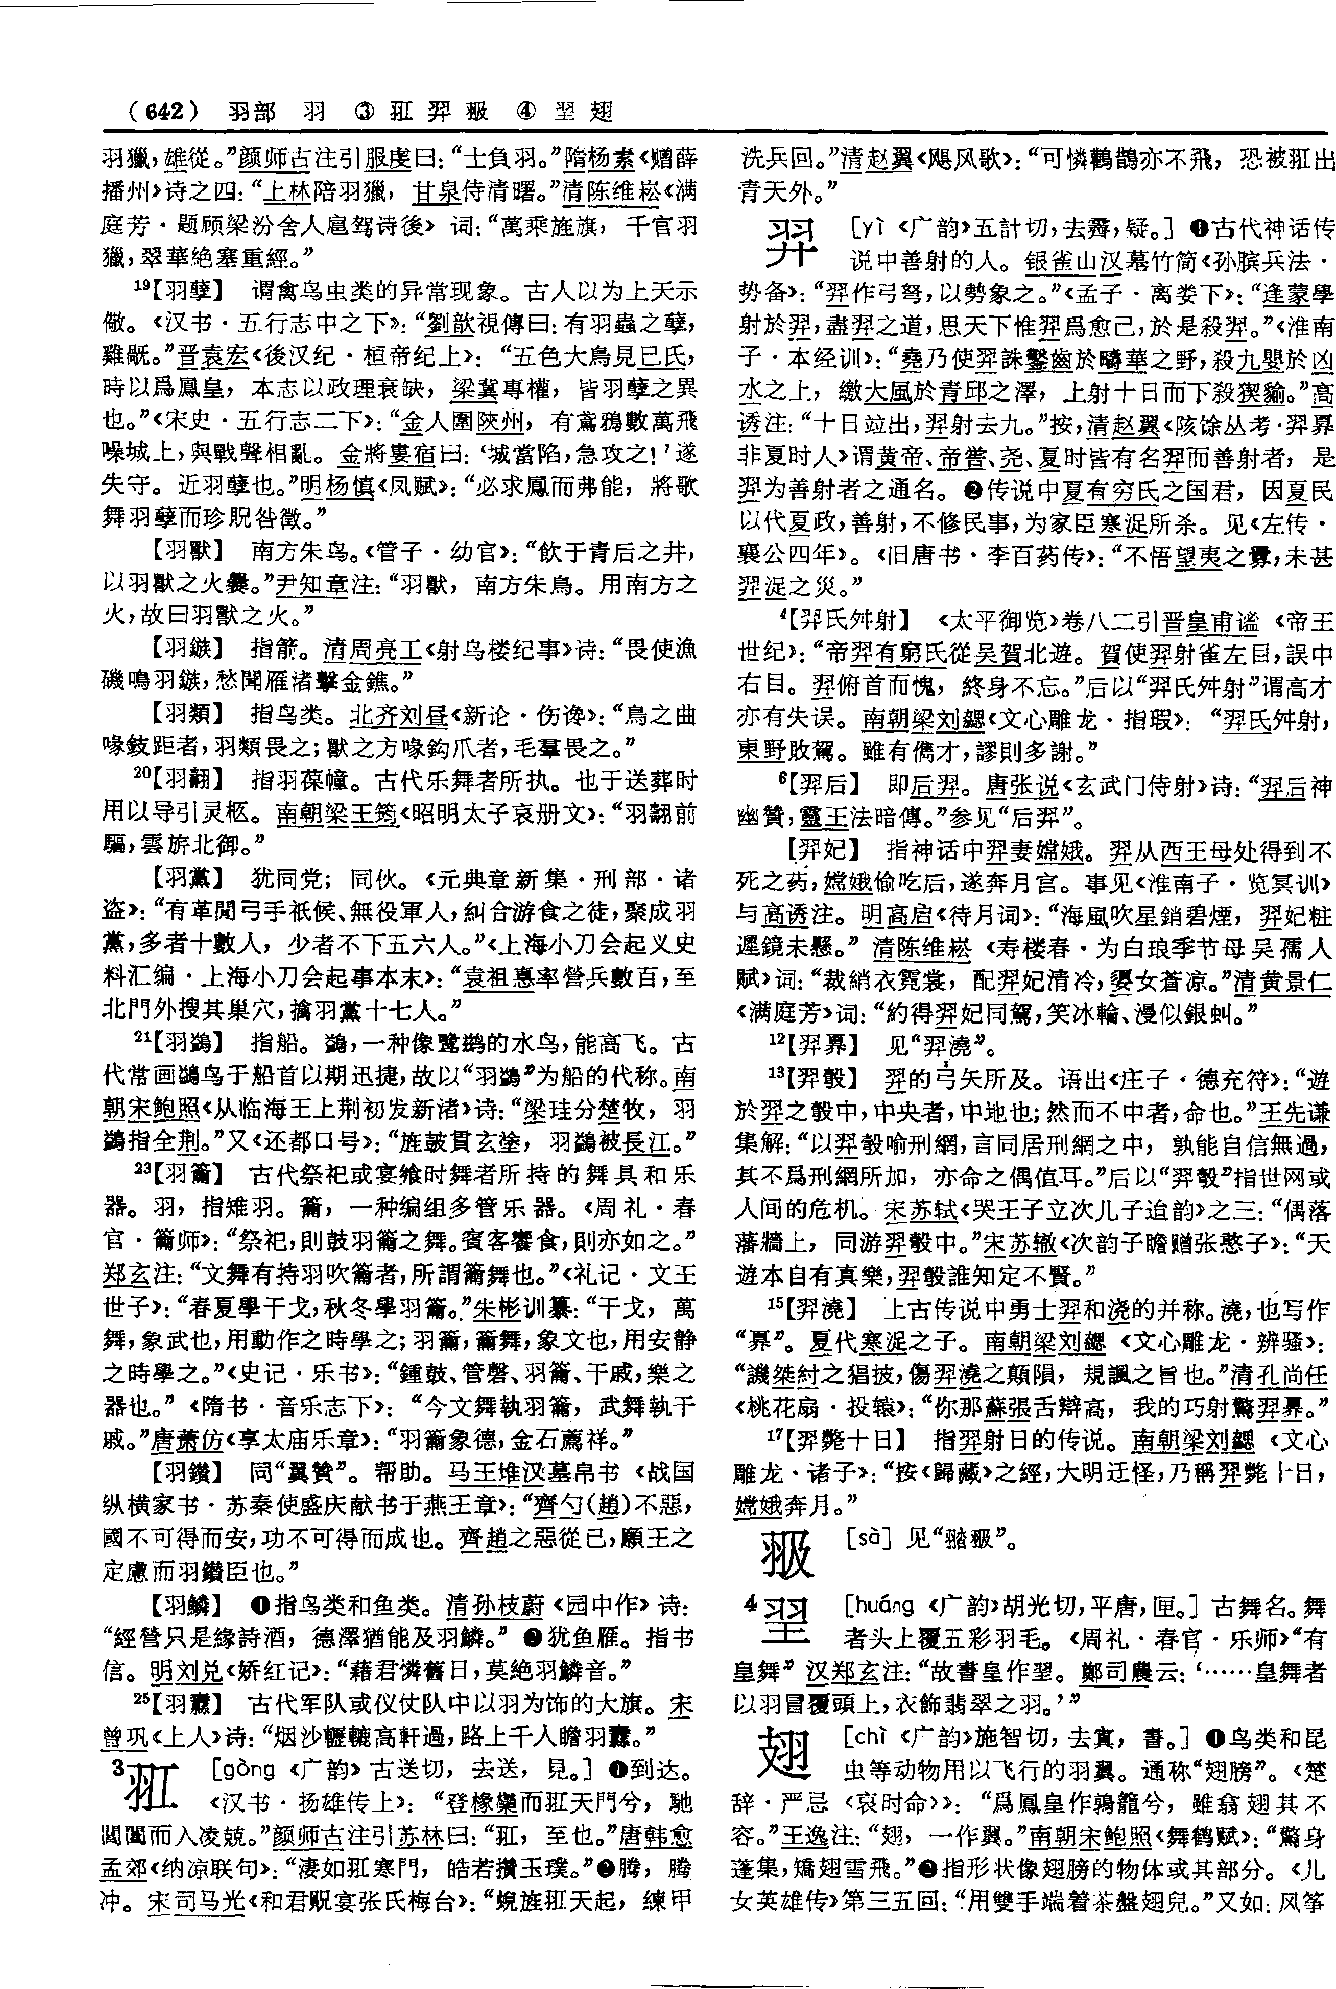 （642） 羽部 羽 ③ 羾 羿 䎀 ④ 䍿 翅
羽獵，雄從。”颜师古注引服虔曰：“士負羽。”隋杨素《赠薛
播州》诗之四：“上林陪羽獵，甘泉侍清曙。”清陈维崧《满
庭芳·题顾梁汾舍人扈驾诗後》词：“萬乘旌旗，千官羽
獵，翠華絶塞重經。”
¹⁹【羽孽】 谓禽鸟虫类的异常现象。古人以为上天示
儆。《汉书·五行志中之下》：“劉歆視傳曰：有羽蟲之孽，
雞旤。”晋袁宏《後汉纪·桓帝纪上》：“五色大鳥見已氏，
時以爲鳳皇，本志以政理衰缺，梁冀專權，皆羽孽之異
也。”《宋史·五行志二下》：“金人圍陝州，有鳶鴉數萬飛
噪城上，與戰聲相亂。金將婁宿曰：‘城當陷，急攻之！’遂
失守。近羽孽也。”明杨慎《凤赋》：“必求鳳而弗能，將歌
舞羽孽而珍貺咎徵。”
【羽獸】 南方朱鸟。《管子·幼官》：“飲于青后之井，
以羽獸之火爨。”尹知章注：“羽獸，南方朱鳥。用南方之
火，故曰羽獸之火。”
【羽鏃】 指箭。清周亮工《射乌楼纪事》诗：“畏使漁
磯鳴羽鏃，愁聞雁渚擊金鐎。”
【羽類】 指鸟类。北齐刘昼《新论·伤谗》：“鳥之曲
喙鈘距者，羽類畏之；獸之方喙鈎爪者，毛羣畏之。”
²⁰【羽翿】 指羽葆幢。古代乐舞者所执。也于送葬时
用以导引灵柩。南朝梁王筠《昭明太子哀册文》：“羽翿前
驅，雲旂北御。”
【羽黨】 犹同党；同伙。《元典章新集·刑部·诸
盗》：“有革閒弓手祇候、無役軍人，糾合游食之徒，聚成羽
黨，多者十數人，少者不下五六人。”《上海小刀会起义史
料汇编·上海小刀会起事本末》：“袁祖惪率營兵數百，至
北門外搜其巢穴，擒羽黨十七人。”
²¹【羽鷁】 指船。鷁，一种像鹭鹚的水鸟，能高飞。古
代常画鷁鸟于船首以期迅捷，故以“羽鷁”为船的代称。南
朝宋鲍照《从临海王上荆初发新渚》诗：“梁珪分楚牧，羽
鷁指全荆。”又《还都口号》：“旌鼓貫玄塗，羽鷁被長江。”
²³【羽籥】 古代祭祀或宴飨时舞者所持的舞具和乐
器。羽，指雉羽。籥，一种编组多管乐器。《周礼·春
官·籥师》：“祭祀，則鼓羽籥之舞。賓客饗食，則亦如之。”
郑玄注：“文舞有持羽吹籥者，所謂籥舞也。”《礼记·文王
世子》：“春夏學干戈，秋冬學羽籥。”朱彬训纂：“干戈，萬
舞，象武也，用動作之時學之；羽籥，籥舞，象文也，用安静
之時學之。”《史记·乐书》：“鍾鼓、管磬、羽籥、干戚，樂之
器也。”《隋书·音乐志下》：“今文舞執羽籥，武舞執干
戚。”唐萧仿《享太庙乐章》：“羽籥象德，金石薦祥。”
【羽鑽】 同“翼贊”。帮助。马王堆汉墓帛书《战国
纵横家书·苏秦使盛庆献书于燕王章》：“齊勺（趙）不惡，
國不可得而安，功不可得而成也。齊趙之惡從已，願王之
定慮而羽鑽臣也。”
【羽鱗】 ❶指鸟类和鱼类。清孙枝蔚《园中作》诗：
“經營只是緣詩酒，德澤猶能及羽鱗。”❷犹鱼雁。指书
信。明刘兑《娇红记》：“藉君憐舊日，莫絶羽鱗音。”
²⁵【羽纛】 古代军队或仪仗队中以羽为饰的大旗。宋
曾巩《上人》诗：“烟沙轣轆高軒過，路上千人瞻羽纛。”
³羾 [gòng 《广韵》古送切，去送，見。] ❶到达。
《汉书·扬雄传上》：“登椽欒而羾天門兮，馳
閶闔而入凌兢。”颜师古注引苏林曰：“羾，至也。”唐韩愈
孟郊《纳凉联句》：“淒如羾寒門，皓若攢玉璞。”❷腾，腾
冲。宋司马光《和君贶宴张氏梅台》：“蜺旌羾天起，練甲
洗兵回。”清赵翼《飓风歌》：“可憐鸛鵲亦不飛，恐被羾出
青天外。”
羿 [yì 《广韵》五計切，去霽，疑。] ❶古代神话传
说中善射的人。银雀山汉墓竹简《孙膑兵法·
势备》：“羿作弓弩，以勢象之。”《孟子·离娄下》：“逢蒙學
射於羿，盡羿之道，思天下惟羿爲愈己，於是殺羿。”《淮南
子·本经训》：“堯乃使羿誅鑿齒於疇華之野，殺九嬰於凶
水之上，繳大風於青邱之澤，上射十日而下殺猰貐。”高
诱注：“十日竝出，羿射去九。”按，清赵翼《陔馀丛考·羿奡
非夏时人》谓黄帝、帝喾、尧、夏时皆有名羿而善射者，是
羿为善射者之通名。❷传说中夏有穷氏之国君，因夏民
以代夏政，善射，不修民事，为家臣寒浞所杀。见《左传·
襄公四年》。《旧唐书·李百药传》：“不悟望夷之釁，未甚
羿浞之災。”
⁴【羿氏舛射】 《太平御览》卷八二引晋皇甫谧《帝王
世纪》：“帝羿有窮氏從吴賀北遊。賀使羿射雀左目，誤中
右目。羿俯首而愧，終身不忘。”后以“羿氏舛射”谓高才
亦有失误。南朝梁刘勰《文心雕龙·指瑕》：“羿氏舛射，
東野敗駕。雖有儁才，謬則多謝。”
⁶【羿后】 即后羿。唐张说《玄武门侍射》诗：“羿后神
幽贊，靈王法暗傳。”参见“后羿”。
【羿妃】 指神话中羿妻嫦娥。羿从西王母处得到不
死之药，嫦娥偷吃后，遂奔月宫。事见《淮南子·览冥训》
与高诱注。明高启《待月词》：“海風吹星銷碧煙，羿妃粧
遲鏡未懸。”清陈维崧《寿楼春·为白琅季节母吴孺人
赋》词：“裁綃衣霓裳，配羿妃清冷，嫠女蒼凉。”清黄景仁
《满庭芳》词：“約得羿妃同駕，笑冰輪、漫似銀虯。”
¹²【羿奡】 见“羿澆”。
¹³【羿彀】 羿的弓矢所及。语出《庄子·德充符》：“遊
於羿之彀中，中央者，中地也；然而不中者，命也。”王先谦
集解：“以羿彀喻刑網，言同居刑網之中，孰能自信無過，
其不爲刑網所加，亦命之偶值耳。”后以“羿彀”指世网或
人间的危机。宋苏轼《哭王子立次儿子迨韵》之三：“偶落
藩牆上，同游羿彀中。”宋苏辙《次韵子瞻赠张憨子》：“天
遊本自有真樂，羿彀誰知定不賢。”
¹⁵【羿澆】 上古传说中勇士羿和浇的并称。澆，也写作
“奡”。夏代寒浞之子。南朝梁刘勰《文心雕龙·辨骚》：
“譏桀紂之猖披，傷羿澆之顛隕，規諷之旨也。”清孔尚任
《桃花扇·投辕》：“你那蘇張舌辯高，我的巧射驚羿奡。”
¹⁷【羿斃十日】 指羿射日的传说。南朝梁刘勰《文心
雕龙·诸子》：“按《歸藏》之經，大明迂怪，乃稱羿斃十日，
嫦娥奔月。”
䎀 [sà] 见“䎓䎀”。
⁴䍿 [huáng 《广韵》胡光切，平唐，匣。] 古舞名。舞
者头上覆五彩羽毛。《周礼·春官·乐师》“有
皇舞”汉郑玄注：“故書皇作䍿。鄭司農云：‘……皇舞者
以羽冒覆頭上，衣飾翡翠之羽。’”
翅 [chì 《广韵》施智切，去寘，書。] ❶鸟类和昆
虫等动物用以飞行的羽翼。通称“翅膀”。《楚
辞·严忌〈哀时命〉》：“爲鳳皇作鶉籠兮，雖翕翅其不
容。”王逸注：“翅，一作翼。”南朝宋鲍照《舞鹤赋》：“驚身
蓬集，矯翅雪飛。”❷指形状像翅膀的物体或其部分。《儿
女英雄传》第三五回：“用雙手端着茶盤翅兒。”又如：风筝